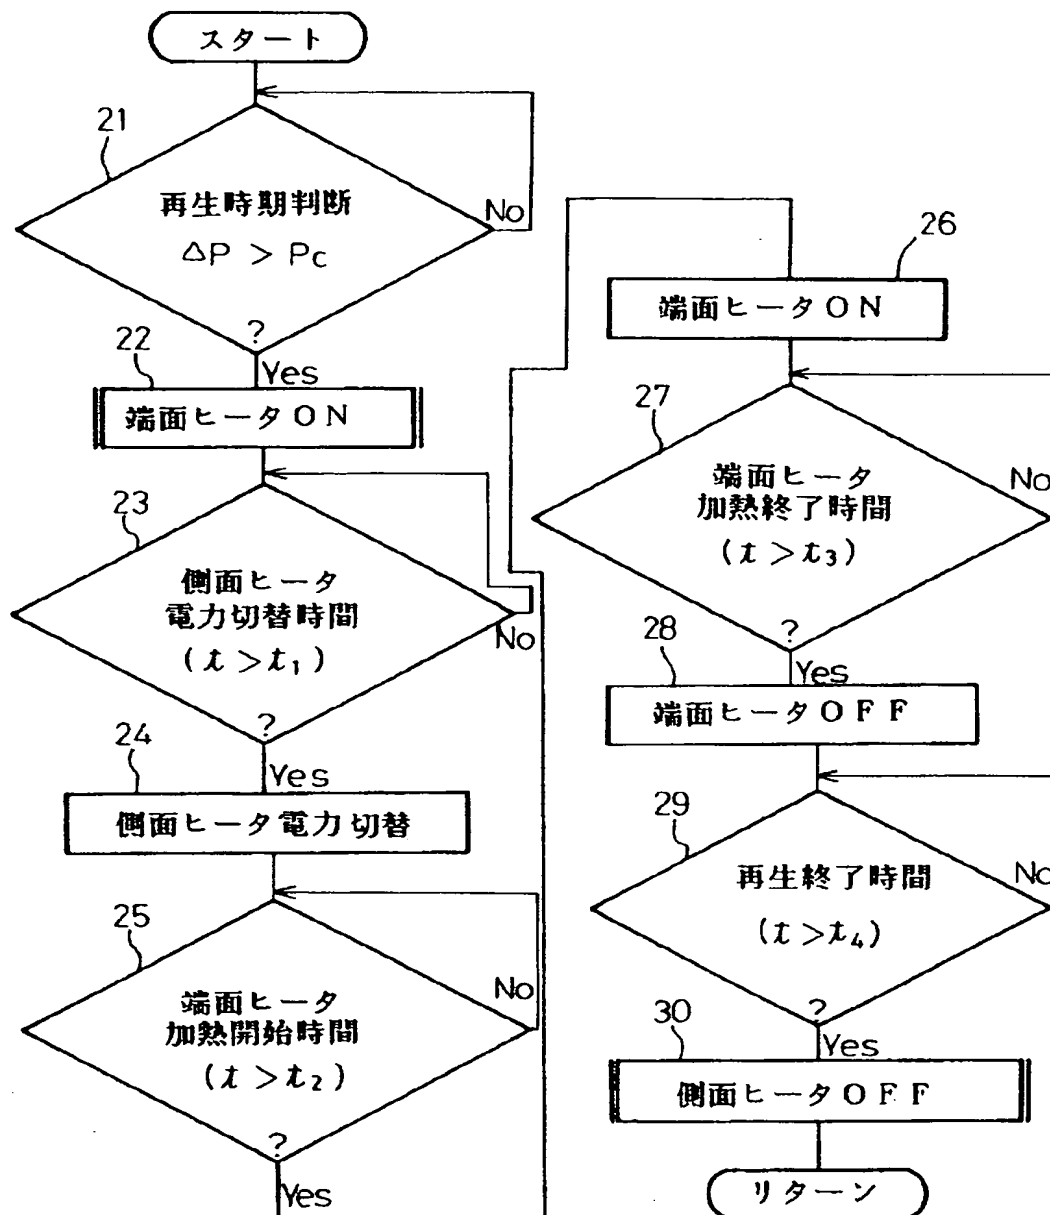 スタート
21
再生時期判断
△P > Pc
?
No
Yes
22
端面ヒータON
23
側面ヒータ
電力切替時間
(t>t₁)
?
No
Yes
24
側面ヒータ電力切替
25
端面ヒータ
加熱開始時間
(t>t₂)
?
No
Yes
26
端面ヒータON
27
端面ヒータ
加熱終了時間
(t>t₃)
?
No
Yes
28
端面ヒータOFF
29
再生終了時間
(t>t₄)
?
No
Yes
30
側面ヒータOFF
リターン